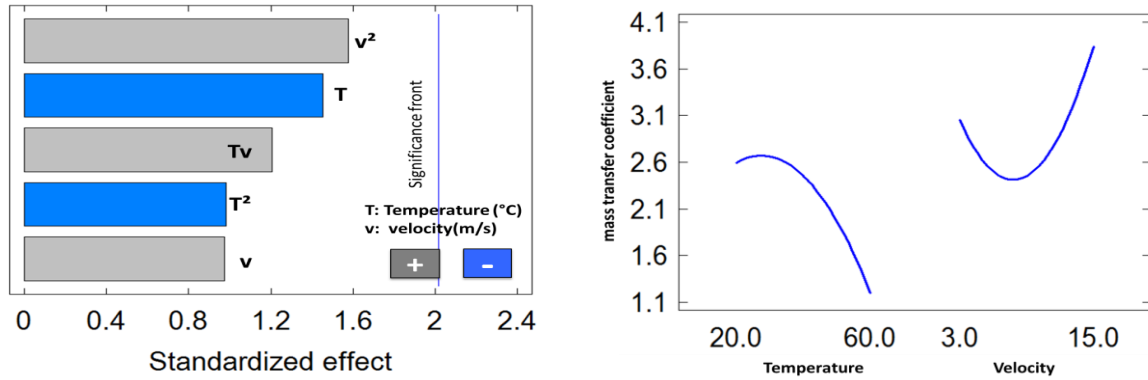 v²
T
Tv
T²
v
Significance front
T: Temperature (°C)
v: velocity(m/s)
+ -
0 0.4 0.8 1.2 1.6 2 2.4
Standardized effect
mass transfer coefficient
4.1
3.6
3.1
2.6
2.1
1.6
1.1
20.0 60.0 3.0 15.0
Temperature Velocity